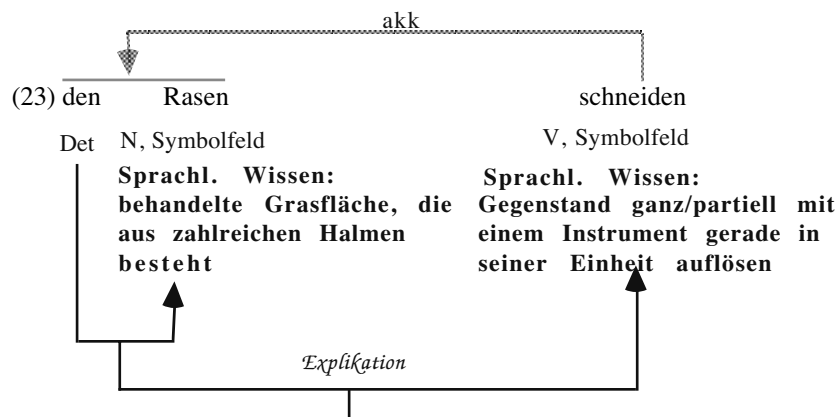 akk
(23) den Rasen schneiden
Det N, Symbolfeld V, Symbolfeld
Sprachl. Wissen: Sprachl. Wissen:
behandelte Grasfläche, die Gegenstand ganz/partiell mit
aus zahlreichen Halmen einem Instrument gerade in
besteht seiner Einheit auflösen
Explikation